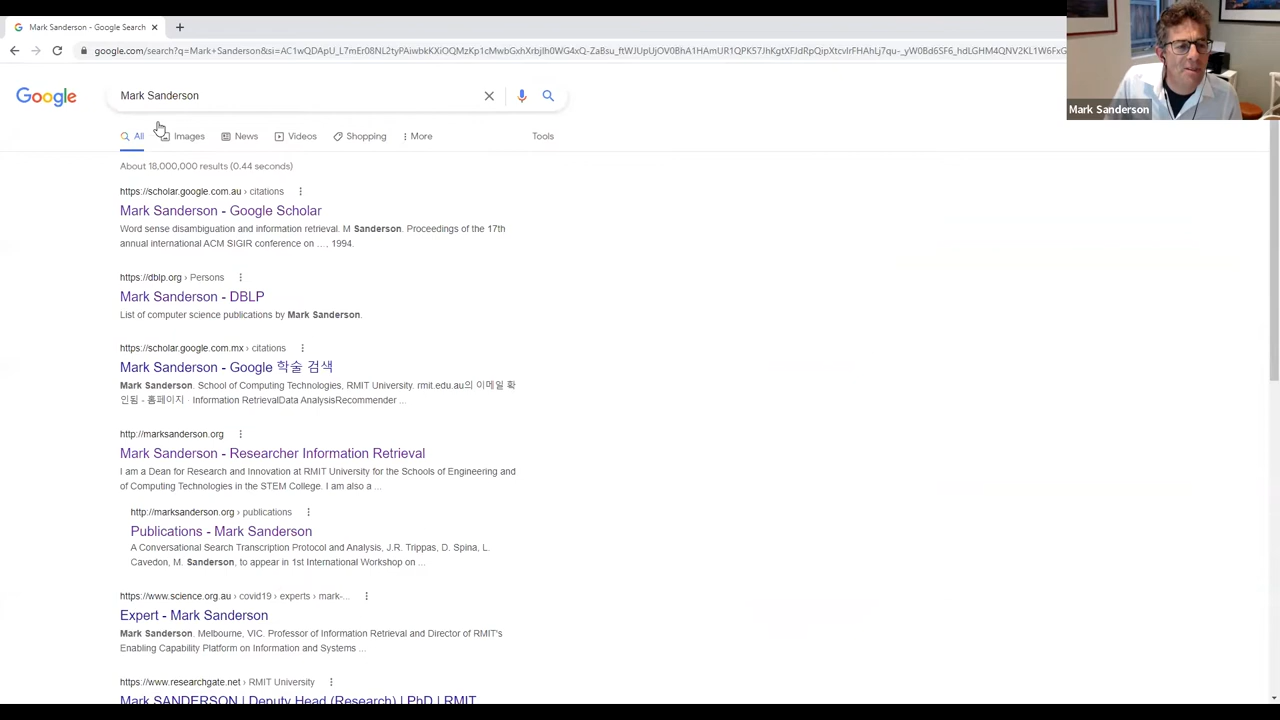 Mark Sanderson - Google Search
google.com/search?q=Mark+Sanderson&si=
Mark Sanderson
Google
Mark Sanderson
All
Images
News
Videos
Shopping
More
Tools
About 18,000,000 results (0.44 seconds)
https://scholar.google.com.au › citations
Mark Sanderson - Google Scholar
Word sense disambiguation and information retrieval. M Sanderson. Proceedings of the 17th
annual international ACM SIGIR conference on ..., 1994.
https://dblp.org › Persons
Mark Sanderson - DBLP
List of computer science publications by Mark Sanderson.
https://scholar.google.com.mx › citations
Mark Sanderson - Google 학술 검색
Mark Sanderson. School of Computing Technologies, RMIT University. rmit.edu.au의 이메일 확
인됨 - 홈페이지 · Information RetrievalData AnalysisRecommender ...
http://marksanderson.org
Mark Sanderson - Researcher Information Retrieval
I am a Dean for Research and Innovation at RMIT University for the Schools of Engineering and
of Computing Technologies in the STEM College. I am also a ...
http://marksanderson.org › publications
Publications - Mark Sanderson
A Conversational Search Transcription Protocol and Analysis, J.R. Trippas, D. Spina, L.
Cavedon, M. Sanderson, to appear in 1st International Workshop on ...
https://www.science.org.au › covid19 › experts › mark-...
Expert - Mark Sanderson
Mark Sanderson. Melbourne, VIC. Professor of Information Retrieval and Director of RMIT's
Enabling Capability Platform on Information and Systems ...
https://www.researchgate.net › RMIT University
Mark SANDERSON | Deputy Head (Research) | PhD | RMIT